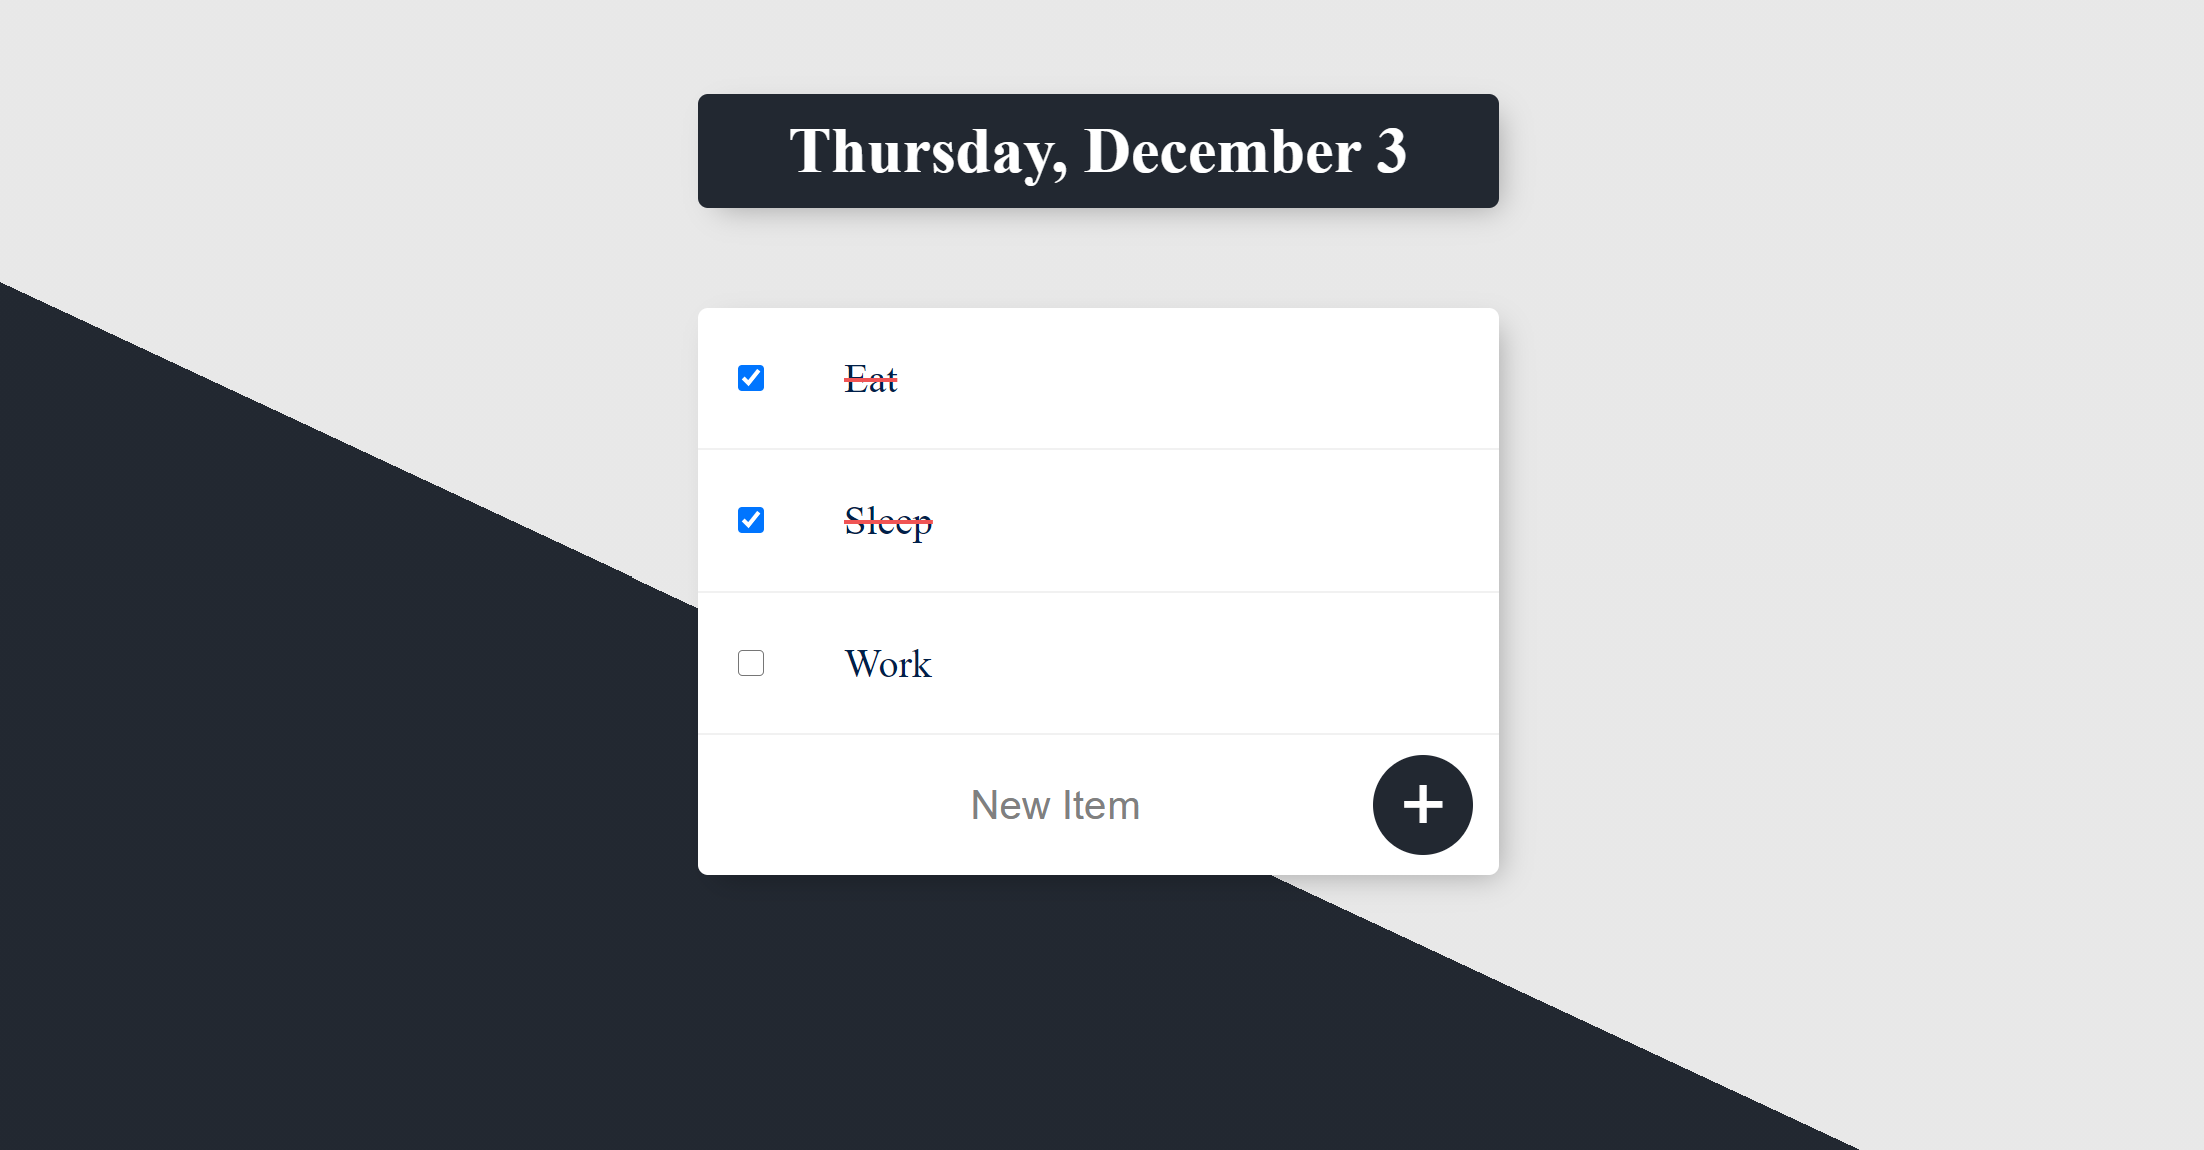 Thursday, December 3
Eat
Sleep
Work
New Item
+